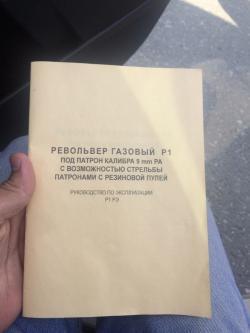 РЕВОЛЬВЕР ГАЗОВЫЙ Р1
ПОД ПАТРОН КАЛИБРА 9 mm РА
С ВОЗМОЖНОСТЬЮ СТРЕЛЬБЫ
ПАТРОНАМИ С РЕЗИНОВОЙ ПУЛЕЙ
РУКОВОДСТВО ПО ЭКСПЛУАТАЦИИ
Р1 РЭ